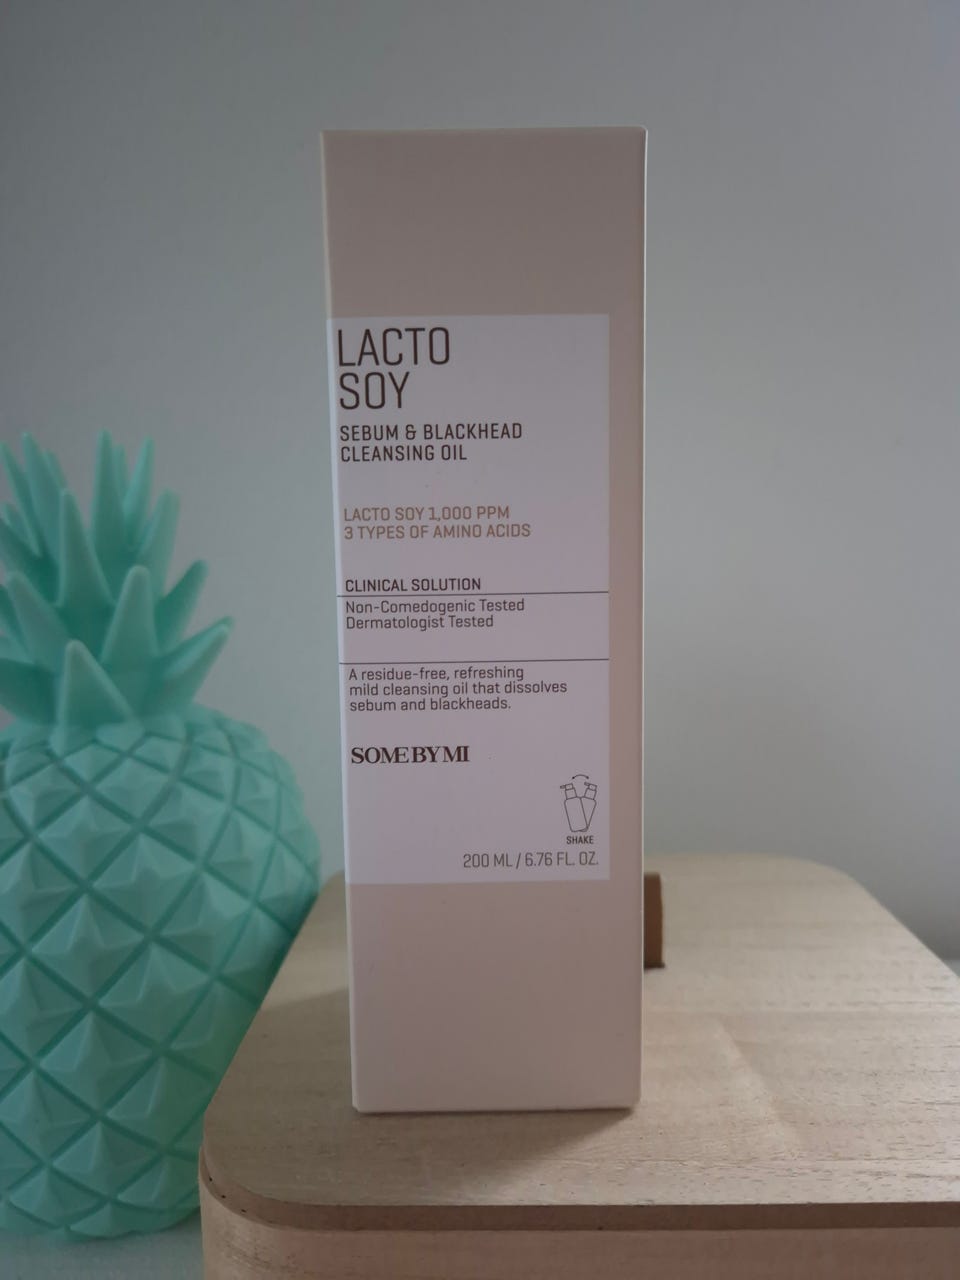 LACTO
SOY
SEBUM & BLACKHEAD
CLEANSING OIL
LACTO SOY 1,000 PPM
3 TYPES OF AMINO ACIDS
CLINICAL SOLUTION
Non-Comedogenic Tested
Dermatologist Tested
A residue-free, refreshing
mild cleansing oil that dissolves
sebum and blackheads.
SOME BY MI
SHAKE
200 ML / 6.76 FL. OZ.